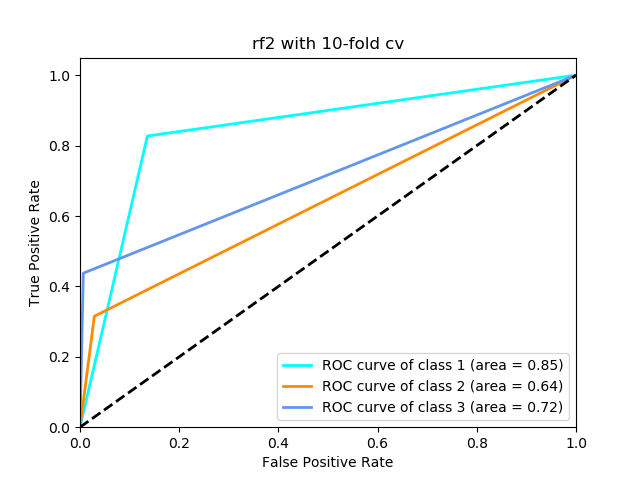 rf2 with 10-fold cv
True Positive Rate
1.0
0.8
0.6
0.4
0.2
0.0
ROC curve of class 1 (area = 0.85)
ROC curve of class 2 (area = 0.64)
ROC curve of class 3 (area = 0.72)
0.0 0.2 0.4 0.6 0.8 1.0
False Positive Rate